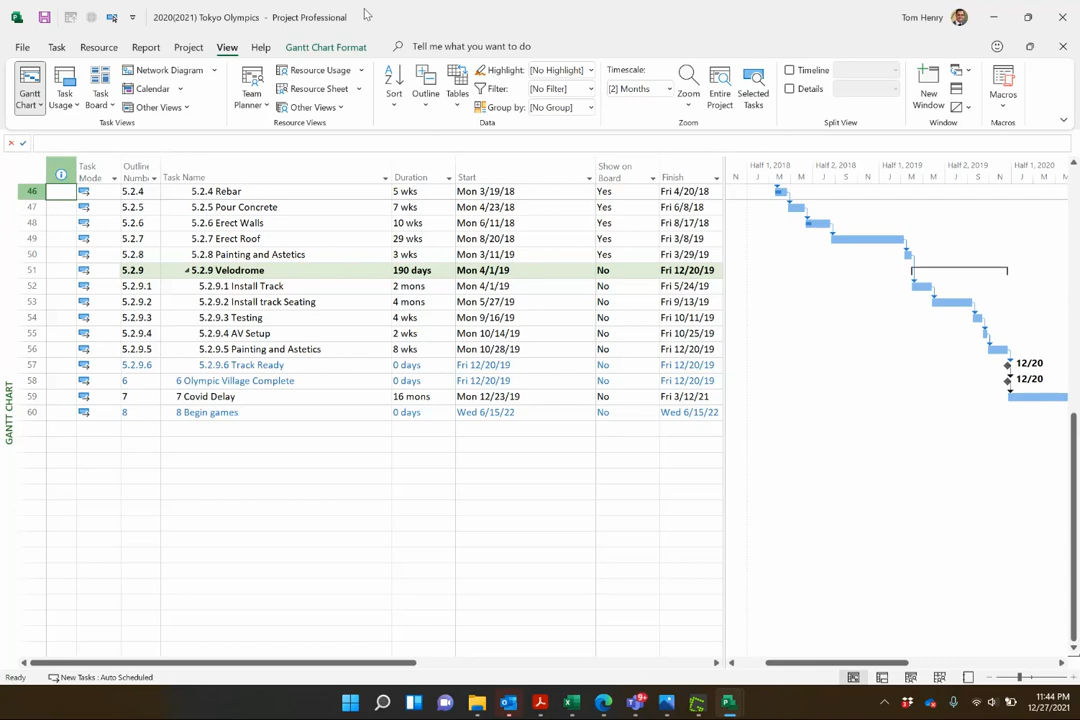 2020(2021) Tokyo Olympics - Project Professional
Tom Henry
File Task Resource Report Project View Help Gantt Chart Format Tell me what you want to do
Gantt Chart
Task Usage
Task Board
Network Diagram
Calendar
Other Views
Task Views
Team Planner
Resource Usage
Resource Sheet
Other Views
Resource Views
Sort
Outline
Tables
Highlight: [No Highlight]
Filter: [No Filter]
Group by: [No Group]
Data
Timescale:
[2] Months
Zoom
Entire Project
Selected Tasks
Zoom
Timeline
Details
Split View
New Window
Window
Macros
Macros
Task Mode
Outline Numbe
Task Name
Duration
Start
Show on Board
Finish
Half 1, 2018 Half 2, 2018 Half 1, 2019 Half 2, 2019 Half 1, 2020
N J M M J S N J M M J S N J M M
46 5.2.4 5.2.4 Rebar 5 wks Mon 3/19/18 Yes Fri 4/20/18
47 5.2.5 5.2.5 Pour Concrete 7 wks Mon 4/23/18 Yes Fri 6/8/18
48 5.2.6 5.2.6 Erect Walls 10 wks Mon 6/11/18 Yes Fri 8/17/18
49 5.2.7 5.2.7 Erect Roof 29 wks Mon 8/20/18 Yes Fri 3/8/19
50 5.2.8 5.2.8 Painting and Astetics 3 wks Mon 3/11/19 Yes Fri 3/29/19
51 5.2.9 5.2.9 Velodrome 190 days Mon 4/1/19 No Fri 12/20/19
52 5.2.9.1 5.2.9.1 Install Track 2 mons Mon 4/1/19 No Fri 5/24/19
53 5.2.9.2 5.2.9.2 Install track Seating 4 mons Mon 5/27/19 No Fri 9/13/19
54 5.2.9.3 5.2.9.3 Testing 4 wks Mon 9/16/19 No Fri 10/11/19
55 5.2.9.4 5.2.9.4 AV Setup 2 wks Mon 10/14/19 No Fri 10/25/19
56 5.2.9.5 5.2.9.5 Painting and Astetics 8 wks Mon 10/28/19 No Fri 12/20/19
57 5.2.9.6 5.2.9.6 Track Ready 0 days Fri 12/20/19 No Fri 12/20/19 12/20
58 6 6 Olympic Village Complete 0 days Fri 12/20/19 No Fri 12/20/19 12/20
59 7 7 Covid Delay 16 mons Mon 12/23/19 No Fri 3/12/21
60 8 8 Begin games 0 days Wed 6/15/22 No Wed 6/15/22
GANTT CHART
Ready New Tasks : Auto Scheduled
11:44 PM
12/27/2021